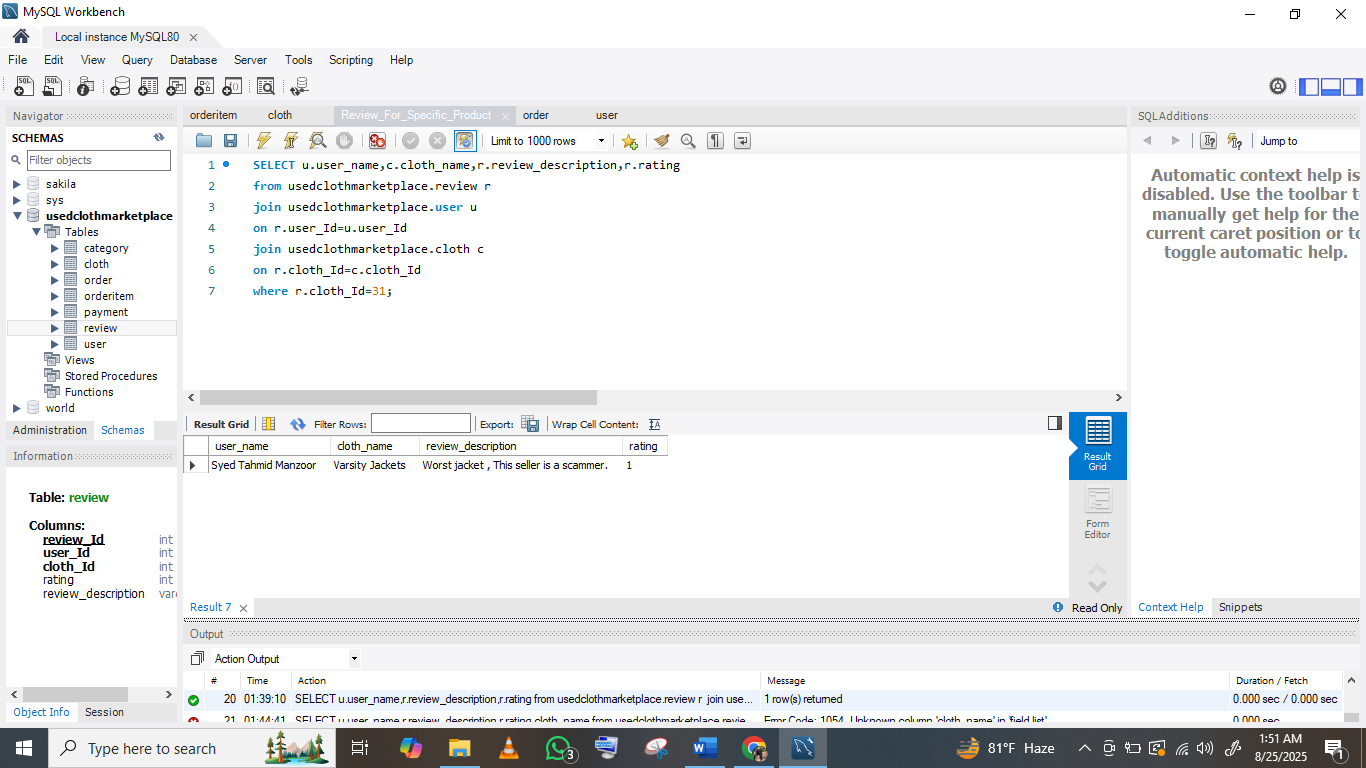 MySQL Workbench
Local instance MySQL80
File Edit View Query Database Server Tools Scripting Help
Navigator
SCHEMAS
Filter objects
sakila
sys
usedclothmarketplace
Tables
category
cloth
order
orderitem
payment
review
user
Views
Stored Procedures
Functions
world
Administration Schemas
Information
Table: review
Columns:
review_Id int
user_Id int
cloth_Id int
rating int
review_description varc
Object Info Session
orderitem cloth Review_For_Specific_Product order user
Limit to 1000 rows
1 SELECT u.user_name,c.cloth_name,r.review_description,r.rating
2 from usedclothmarketplace.review r
3 join usedclothmarketplace.user u
4 on r.user_Id=u.user_Id
5 join usedclothmarketplace.cloth c
6 on r.cloth_Id=c.cloth_Id
7 where r.cloth_Id=31;
Result Grid Filter Rows: Export: Wrap Cell Content:
user_name cloth_name review_description rating
Syed Tahmid Manzoor Varsity Jackets Worst jacket , This seller is a scammer. 1
Result Grid
Form Editor
Result 7 Read Only
SQLAdditions
Jump to
Automatic context help is
disabled. Use the toolbar to
manually get help for the
current caret position or to
toggle automatic help.
Context Help Snippets
Output
Action Output
# Time Action Message Duration / Fetch
20 01:39:10 SELECT u.user_name,r.review_description,r.rating from usedclothmarketplace.review r join use... 1 row(s) returned 0.000 sec / 0.000 sec
21 01:44:41 SELECT u.user_name,r.review_description,r.rating,cloth_name from usedclothmarketplace.revie... Error Code: 1054. Unknown column 'cloth_name' in 'field list' 0.000 sec
Type here to search
3
81°F Haze
1:51 AM
8/25/2025
1